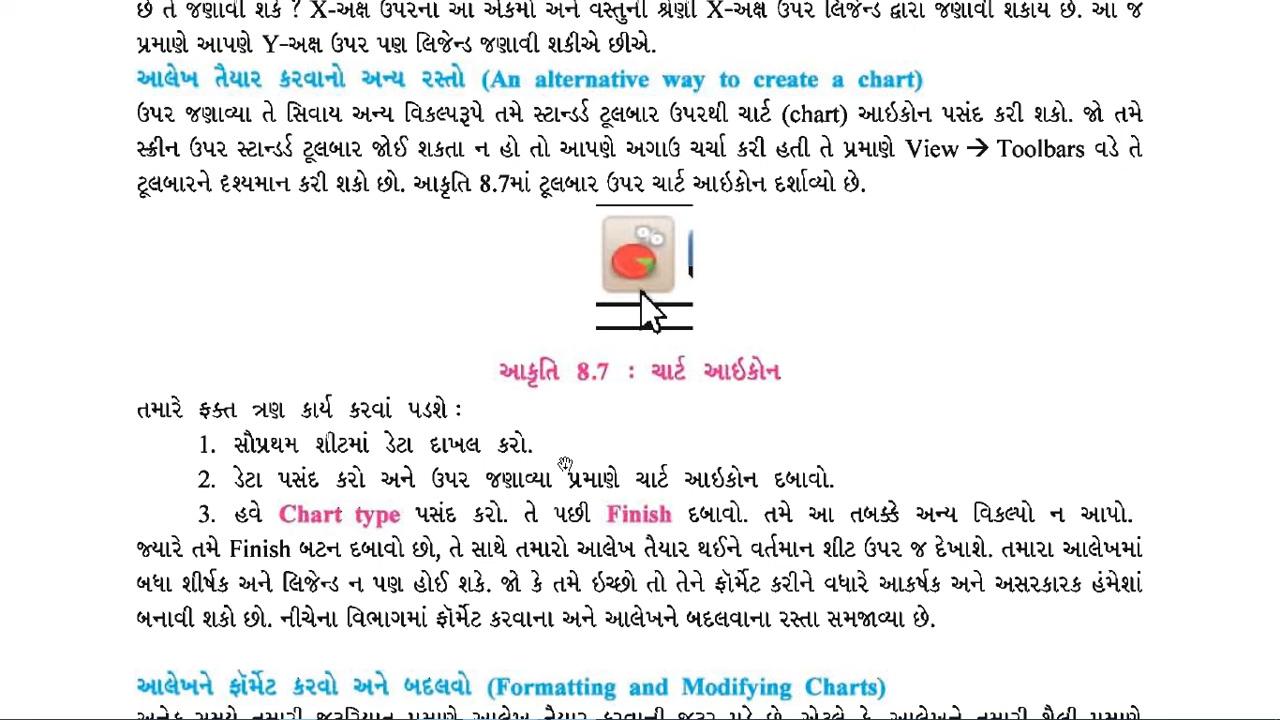 છે તે જણાવી શકે ? X-અક્ષ ઉપરના આ એકમો અને વસ્તુની શ્રેણી X-અક્ષ ઉપર લિજેન્ડ દ્વારા જણાવી શકાય છે. આ જ
પ્રમાણે આપણે Y-અક્ષ ઉપર પણ લિજેન્ડ જણાવી શકીએ છીએ.
આલેખ તૈયાર કરવાનો અન્ય રસ્તો (An alternative way to create a chart)
ઉપર જણાવ્યા તે સિવાય અન્ય વિકલ્પરૂપે તમે સ્ટાન્ડર્ડ ટૂલબાર ઉપરથી ચાર્ટ (chart) આઇકોન પસંદ કરી શકો. જો તમે
સ્ક્રીન ઉપર સ્ટાન્ડર્ડ ટૂલબાર જોઈ શકતા ન હો તો આપણે અગાઉ ચર્ચા કરી હતી તે પ્રમાણે View → Toolbars વડે તે
ટૂલબારને દૃશ્યમાન કરી શકો છો. આકૃતિ 8.7માં ટૂલબાર ઉપર ચાર્ટ આઇકોન દર્શાવ્યો છે.
આકૃતિ 8.7 : ચાર્ટ આઇકોન
તમારે ફક્ત ત્રણ કાર્ય કરવાં પડશે :
1. સૌપ્રથમ શીટમાં ડેટા દાખલ કરો.
2. ડેટા પસંદ કરો અને ઉપર જણાવ્યા પ્રમાણે ચાર્ટ આઇકોન દબાવો.
3. હવે Chart type પસંદ કરો. તે પછી Finish દબાવો. તમે આ તબક્કે અન્ય વિકલ્પો ન આપો.
જ્યારે તમે Finish બટન દબાવો છો, તે સાથે તમારો આલેખ તૈયાર થઈને વર્તમાન શીટ ઉપર જ દેખાશે. તમારા આલેખમાં
બધા શીર્ષક અને લિજેન્ડ ન પણ હોઈ શકે. જો કે તમે ઇચ્છો તો તેને ફૉર્મેટ કરીને વધારે આકર્ષક અને અસરકારક હંમેશાં
બનાવી શકો છો. નીચેના વિભાગમાં ફૉર્મેટ કરવાના અને આલેખને બદલવાના રસ્તા સમજાવ્યા છે.
આલેખને ફૉર્મેટ કરવો અને બદલવો (Formatting and Modifying Charts)